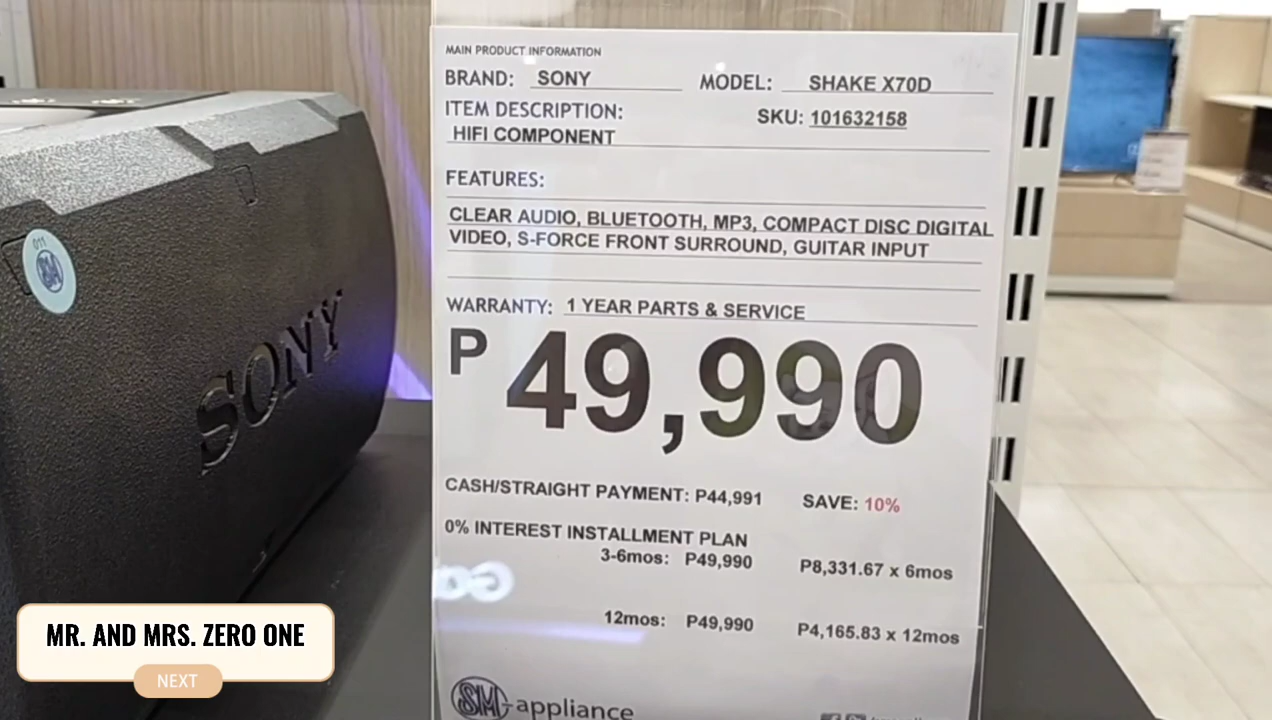 MAIN PRODUCT INFORMATION
BRAND: SONY MODEL: SHAKE X70D
ITEM DESCRIPTION: SKU: 101632158
HIFI COMPONENT
FEATURES:
CLEAR AUDIO, BLUETOOTH, MP3, COMPACT DISC DIGITAL
VIDEO, S-FORCE FRONT SURROUND, GUITAR INPUT
WARRANTY: 1 YEAR PARTS & SERVICE
P 49,990
CASH/STRAIGHT PAYMENT: P44,991 SAVE: 10%
0% INTEREST INSTALLMENT PLAN
3-6mos: P49,990 P8,331.67 x 6mos
12mos: P49,990 P4,165.83 x 12mos
SM appliance
011
SM
SONY
MR. AND MRS. ZERO ONE
NEXT